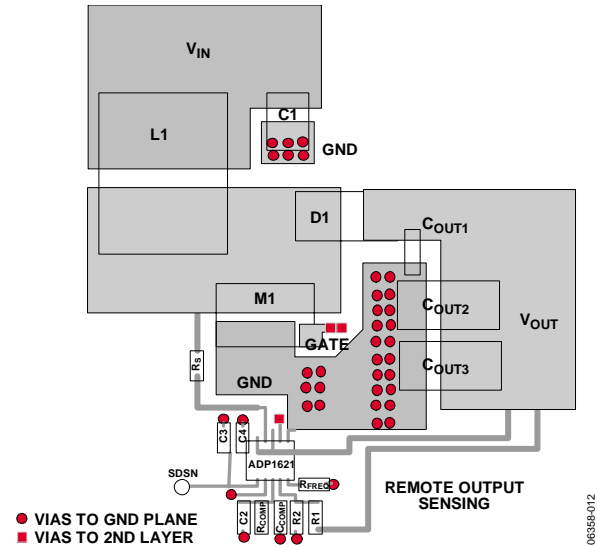 VIN
L1
C1
GND
D1
COUT1
M1
COUT2
VOUT
GATE
COUT3
RS
GND
C3
C4
ADP1621
SDSN
RFREQ
REMOTE OUTPUT
SENSING
C2
RCOMP
CCOMP
R2
R1
VIAS TO GND PLANE
VIAS TO 2ND LAYER
06358-012